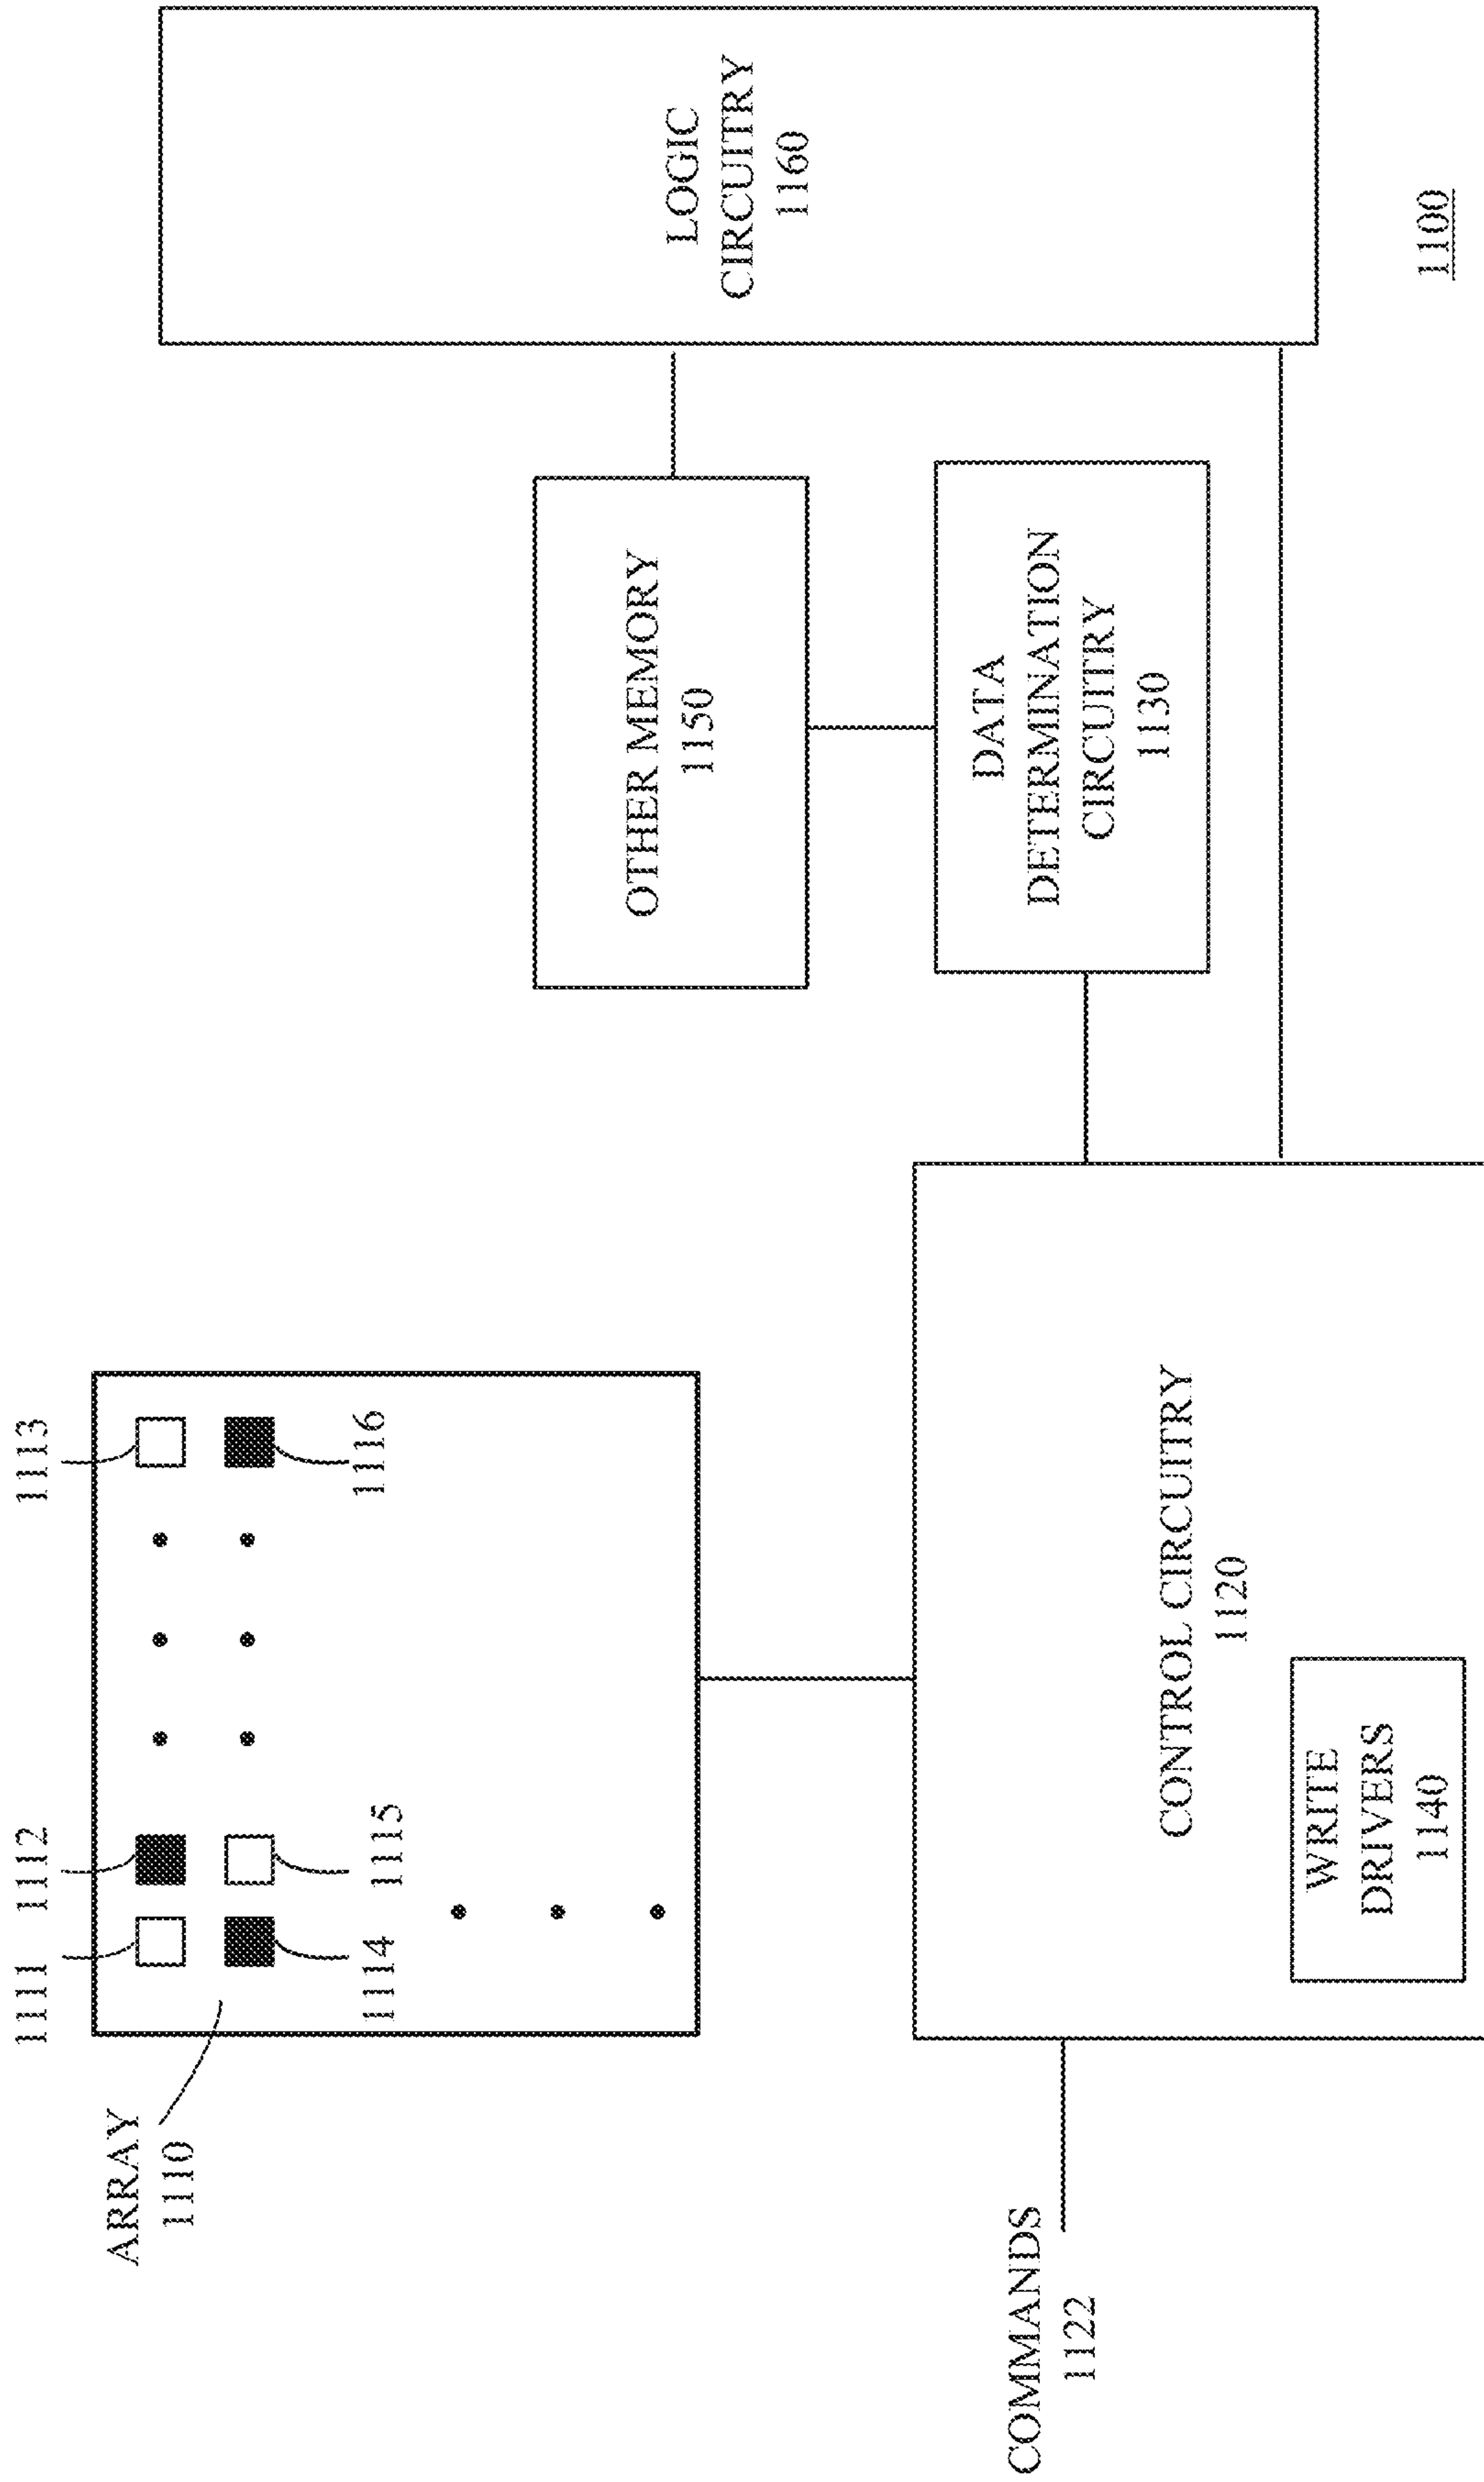 1111
1112
1113
ARRAY
1110
1114
1115
1116
COMMANDS
1122
CONTROL CIRCUITRY
1120
WRITE
DRIVERS
1140
OTHER MEMORY
1150
DATA
DETERMINATION
CIRCUITRY
1130
LOGIC
CIRCUITRY
1160
1100